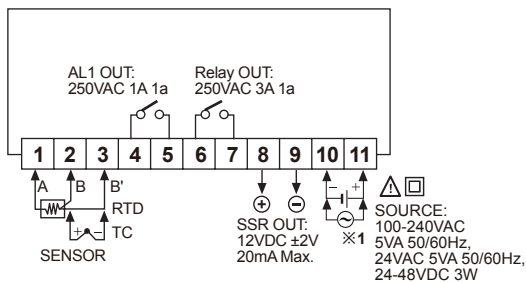 AL1 OUT:
250VAC 1A 1a
Relay OUT:
250VAC 3A 1a
1 2 3 4 5 6 7 8 9 10 11
A B B'
RTD
+ − TC
SENSOR
+ −
SSR OUT:
12VDC ±2V
20mA Max.
− +
※1
SOURCE:
100-240VAC
5VA 50/60Hz,
24VAC 5VA 50/60Hz,
24-48VDC 3W